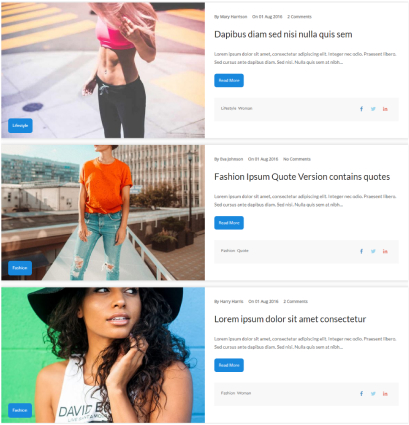 By Mary Harrison On 01 Aug 2016 2 Comments
Dapibus diam sed nisi nulla quis sem
Lorem ipsum dolor sit amet, consectetur adipiscing elit. Integer nec odio. Praesent libero.
Sed cursus ante dapibus diam. Sed nisi. Nulla quis sem at nibh...
Read More
Lifestyle
Lifestyle Woman
By Eva Johnson On 01 Aug 2016 No Comments
Fashion Ipsum Quote Version contains quotes
Lorem ipsum dolor sit amet, consectetur adipiscing elit. Integer nec odio. Praesent libero.
Sed cursus ante dapibus diam. Sed nisi. Nulla quis sem at nibh...
Read More
Fashion
Fashion Quote
By Harry Harris On 01 Aug 2016 2 Comments
Lorem ipsum dolor sit amet consectetur
Lorem ipsum dolor sit amet, consectetur adipiscing elit. Integer nec odio. Praesent libero.
Sed cursus ante dapibus diam. Sed nisi. Nulla quis sem at nibh...
Read More
Fashion Woman
DAVID BO
Fashion